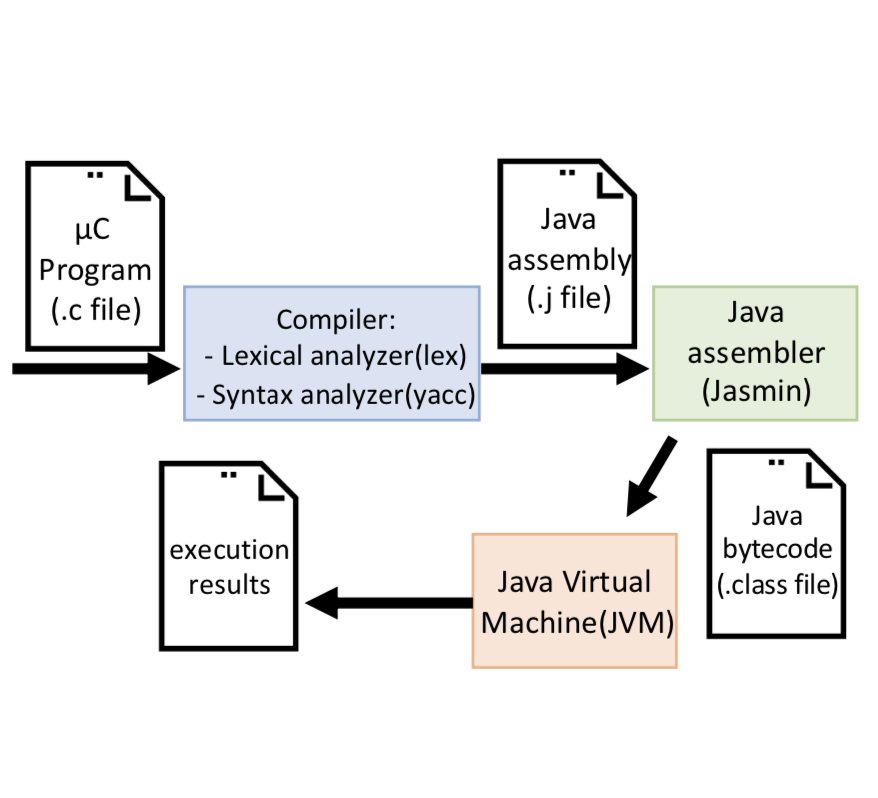 µC
Program
(.c file)
Compiler:
- Lexical analyzer(lex)
- Syntax analyzer(yacc)
Java
assembly
(.j file)
Java
assembler
(Jasmin)
Java
bytecode
(.class file)
Java Virtual
Machine(JVM)
execution
results